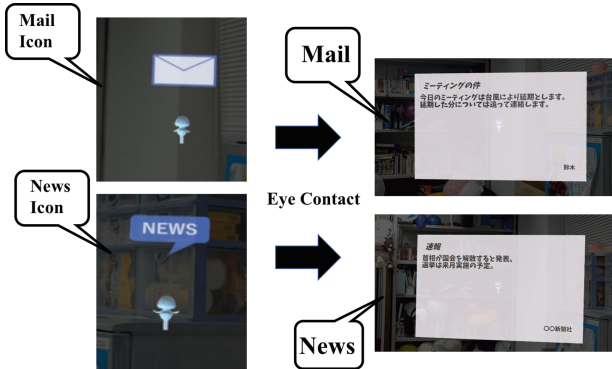 Mail
Icon
Mail
ミーティングの件
今日のミーティングは台風により延期とします。
延期した分については追って連絡します。
鈴木
News
Icon
NEWS
Eye Contact
速報
首相が国会を解散すると発表。
選挙は来月実施の予定。
〇〇新聞社
News